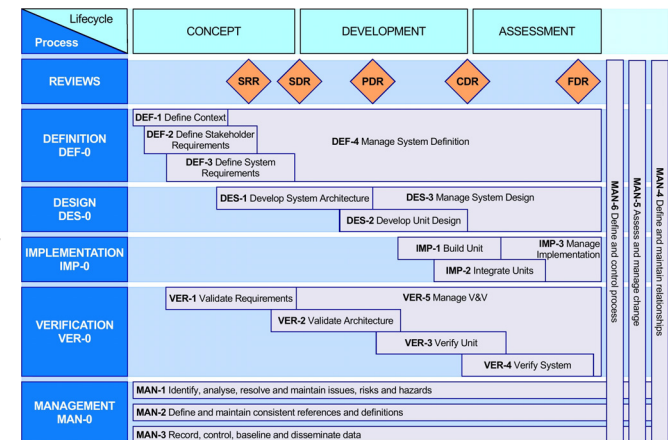 Lifecycle
Process
CONCEPT
DEVELOPMENT
ASSESSMENT
REVIEWS
SRR
SDR
PDR
CDR
FDR
DEFINITION
DEF-0
DEF-1 Define Context
DEF-2 Define Stakeholder
Requirements
DEF-3 Define System
Requirements
DEF-4 Manage System Definition
DESIGN
DES-0
DES-1 Develop System Architecture
DES-3 Manage System Design
DES-2 Develop Unit Design
IMPLEMENTATION
IMP-0
IMP-1 Build Unit
IMP-3 Manage
Implementation
IMP-2 Integrate Units
VERIFICATION
VER-0
VER-1 Validate Requirements
VER-5 Manage V&V
VER-2 Validate Architecture
VER-3 Verify Unit
VER-4 Verify System
MANAGEMENT
MAN-0
MAN-1 Identify, analyse, resolve and maintain issues, risks and hazards
MAN-2 Define and maintain consistent references and definitions
MAN-3 Record, control, baseline and disseminate data
MAN-6 Define and control process
MAN-5 Assess and manage change
MAN-4 Define and maintain relationships